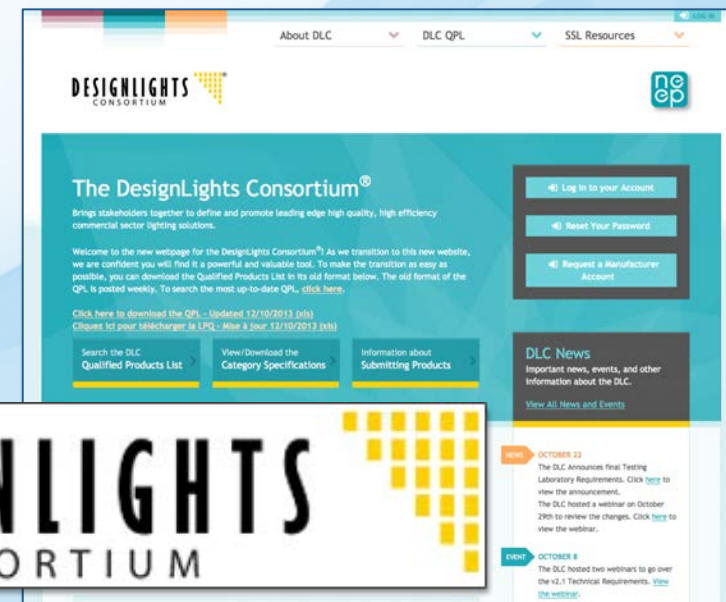 LOG IN
About DLC
DLC QPL
SSL Resources
DESIGNLIGHTS ®
CONSORTIUM
ne
ep
The DesignLights Consortium®
Brings stakeholders together to define and promote leading edge high quality, high efficiency
commercial sector lighting solutions.
Welcome to the new webpage for the DesignLights Consortium®! As we transition to this new website,
we are confident you will find it a powerful and valuable tool. To make the transition as easy as
possible, you can download the Qualified Products List in its old format below. The old format of the
QPL is posted weekly. To search the most up-to-date QPL, click here.
Click here to download the QPL - Updated 12/10/2013 (xls)
Cliquez ici pour télécharger la LPQ - Mise à jour 12/10/2013 (xls)
Search the DLC
Qualified Products List
View/Download the
Category Specifications
Information about
Submitting Products
Log in to your Account
Reset Your Password
Request a Manufacturer
Account
DLC News
Important news, events, and other
information about the DLC.
View All News and Events
NEWS
OCTOBER 22
The DLC Announces final Testing
Laboratory Requirements. Click here to
view the announcement.
The DLC hosted a webinar on October
29th to review the changes. Click here to
view the webinar.
EVENT
OCTOBER 8
The DLC hosted two webinars to go over
the v2.1 Technical Requirements. View
the webinar.
NLIGHTS
ORTIUM